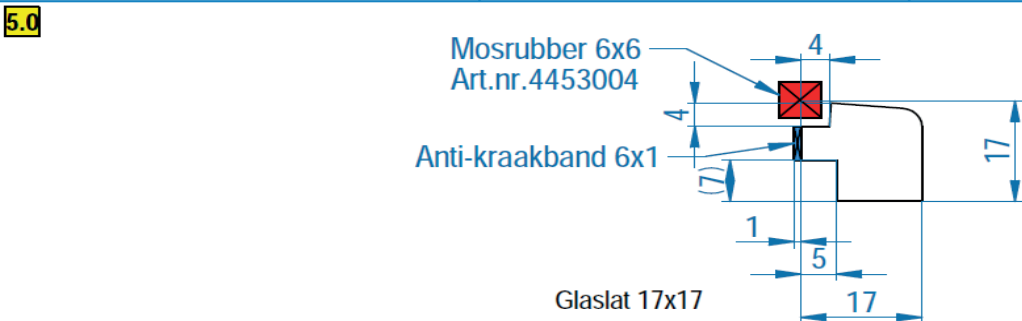 5.0
Mosrubber 6x6
Art.nr.4453004
4
4
Anti-kraakband 6x1
17
(7)
1
5
Glaslat 17x17
17